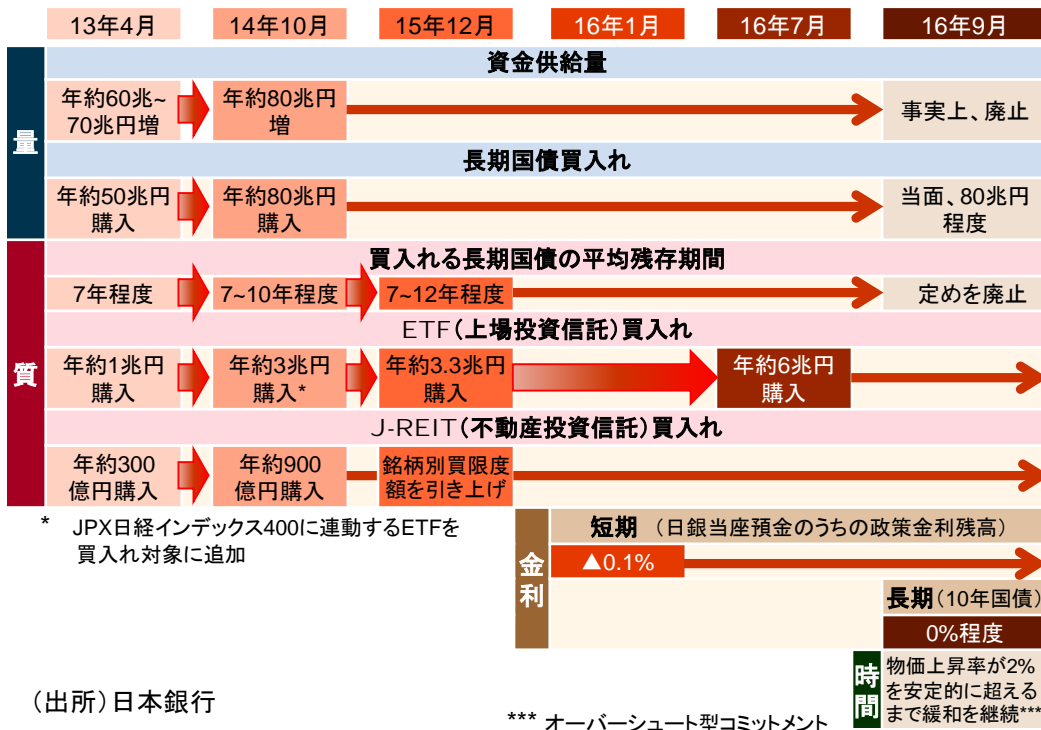 13年4月
14年10月
15年12月
16年1月
16年7月
16年9月
量
資金供給量
年約60兆~
70兆円増
年約80兆円
増
事実上、廃止
長期国債買入れ
年約50兆円
購入
年約80兆円
購入
当面、80兆円
程度
質
買入れる長期国債の平均残存期間
7年程度
7~10年程度
7~12年程度
定めを廃止
ETF(上場投資信託)買入れ
年約1兆円
購入
年約3兆円
購入*
年約3.3兆円
購入
年約6兆円
購入
J-REIT(不動産投資信託)買入れ
年約300
億円購入
年約900
億円購入
銘柄別買限度
額を引き上げ
* JPX日経インデックス400に連動するETFを
買入れ対象に追加
金利
短期 (日銀当座預金のうちの政策金利残高)
▲0.1%
長期(10年国債)
0%程度
時間
物価上昇率が2%
を安定的に超える
まで緩和を継続***
(出所)日本銀行
*** オーバーシュート型コミットメント